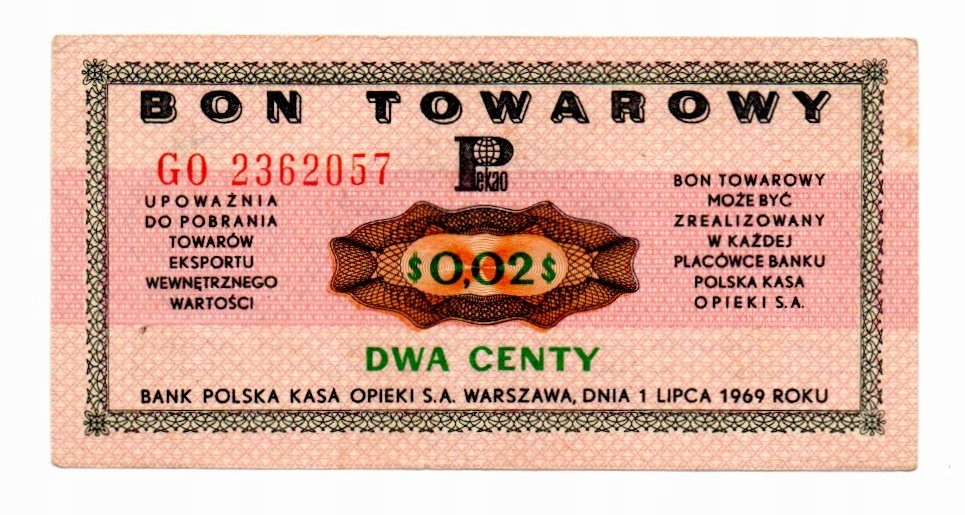 BON TOWAROWY
GO 2362057
Pekao
UPOWAŻNIA
DO POBRANIA
TOWARÓW
EKSPORTU
WEWNĘTRZNEGO
WARTOŚCI
$0,02$
BON TOWAROWY
MOŻE BYĆ
ZREALIZOWANY
W KAŻDEJ
PLACÓWCE BANKU
POLSKA KASA
OPIEKI S.A.
DWA CENTY
BANK POLSKA KASA OPIEKI S.A. WARSZAWA, DNIA 1 LIPCA 1969 ROKU